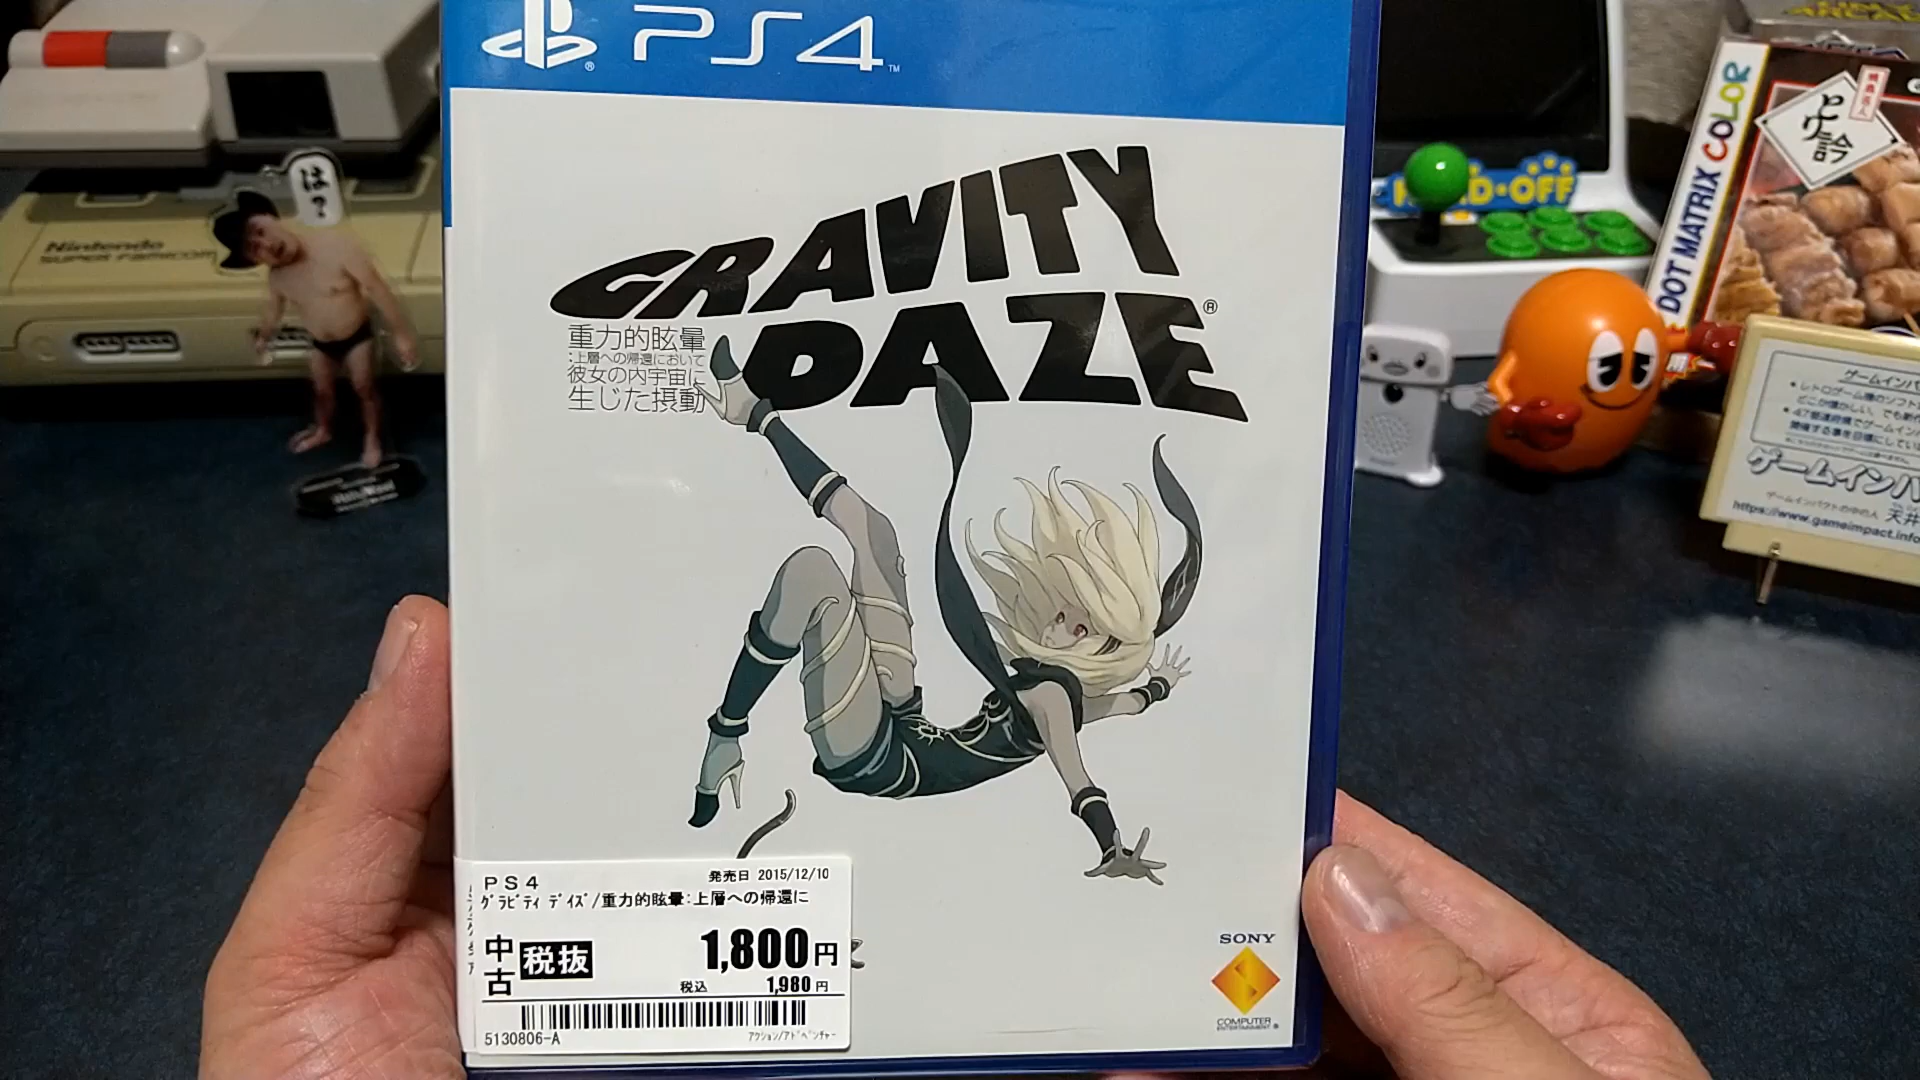 PS4
GRAVITY
DAZE
重力的眩暈
:上層への帰還において
彼女の内宇宙に
生じた摂動
PS4
発売日 2015/12/10
ｸﾞﾗﾋﾞﾃｨ ﾃﾞｲｽﾞ/重力的眩暈:上層への帰還に
中古
税抜
1,800円
税込 1,980円
5130806-A
ｱｸｼｮﾝ/ｱﾄﾞﾍﾞﾝﾁｬｰ
SONY
COMPUTER
ENTERTAINMENT
Nintendo
SUPER FAMICOM
は?
DOT MATRIX COLOR
ゲームインパ
https://www.gameimpact.info
天井